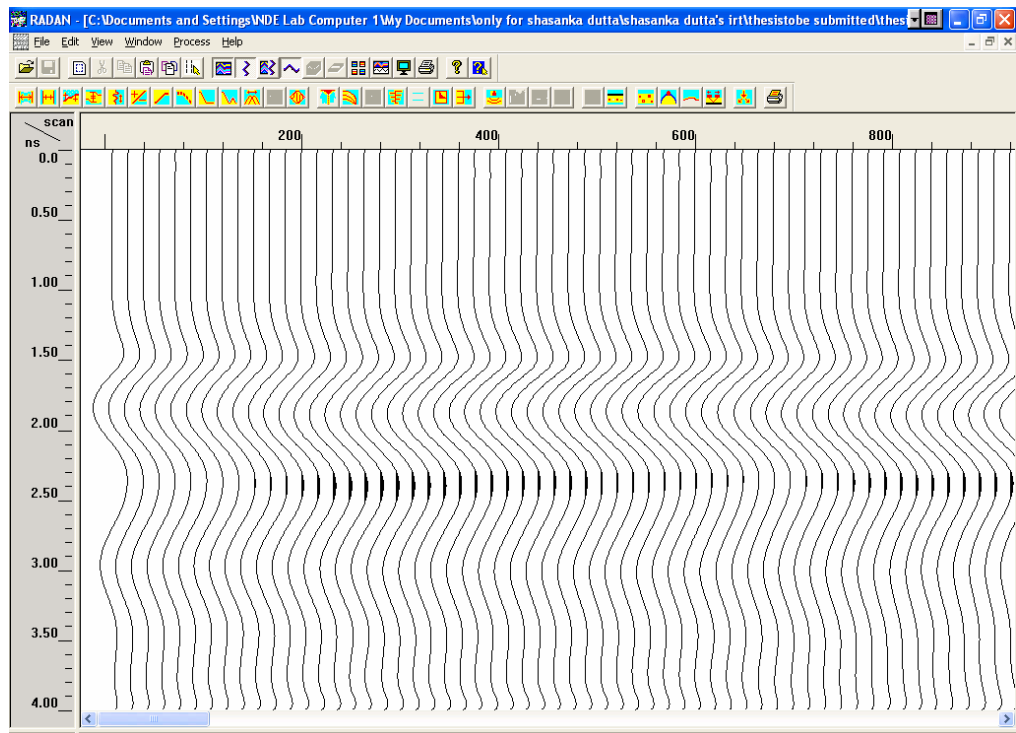 RADAN - [C:\Documents and Settings\NDE Lab Computer 1\My Documents\only for shasanka dutta\shasanka dutta's irt\thesistobe submitted\thesi
File Edit View Window Process Help
scan
ns
200 400 600 800
0.0
0.50
1.00
1.50
2.00
2.50
3.00
3.50
4.00